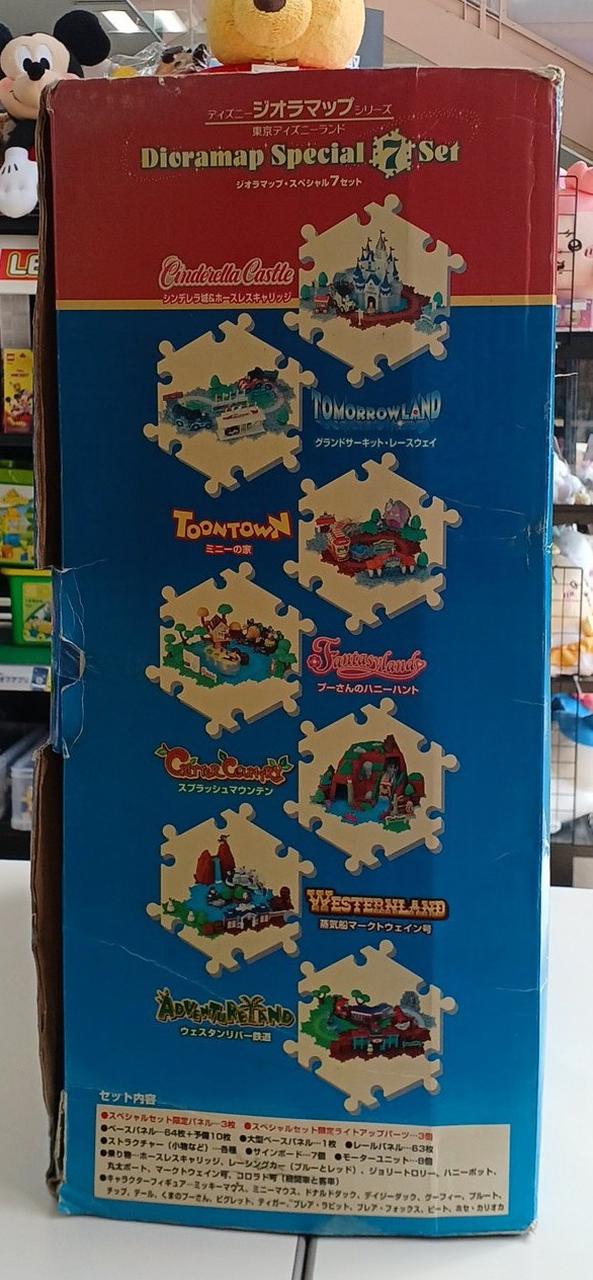 ディズニージオラマップシリーズ
東京ディズニーランド
Dioramap Special 7 Set
ジオラマップ・スペシャル7セット
Cinderella Castle
シンデレラ城&ホースレスキャリッジ
TOMORROWLAND
グランドサーキット・レースウェイ
TOONTOWN
ミニーの家
Fantasyland
プーさんのハニーハント
Critter Country
スプラッシュマウンテン
WESTERNLAND
蒸気船マークトウェイン号
ADVENTURELAND
ウェスタンリバー鉄道
セット内容
●スペシャルセット限定パネル…3枚 ●スペシャルセット限定ライトアップパーツ…3個
●ベースパネル…64枚+予備10枚 ●大型ベースパネル…1枚 ●レールパネル…63枚
●ストラクチャー(小物など)…各種 ●サインボード…7個 ●モーターユニット…8個
●乗り物…ホースレスキャリッジ、レーシングカー(ブルーとレッド)、ジョリートロリー、ハニーポット、
丸太ボート、マークトウェイン号、コロラド号(機関車と客車)
●キャラクターフィギュア…ミッキーマウス、ミニーマウス、ドナルドダック、デイジーダック、グーフィー、プルート、
チップ、デール、くまのプーさん、ピグレット、ティガー、ブレア・ラビット、ブレア・フォックス、ピート、ホセ・カリオカ
LE